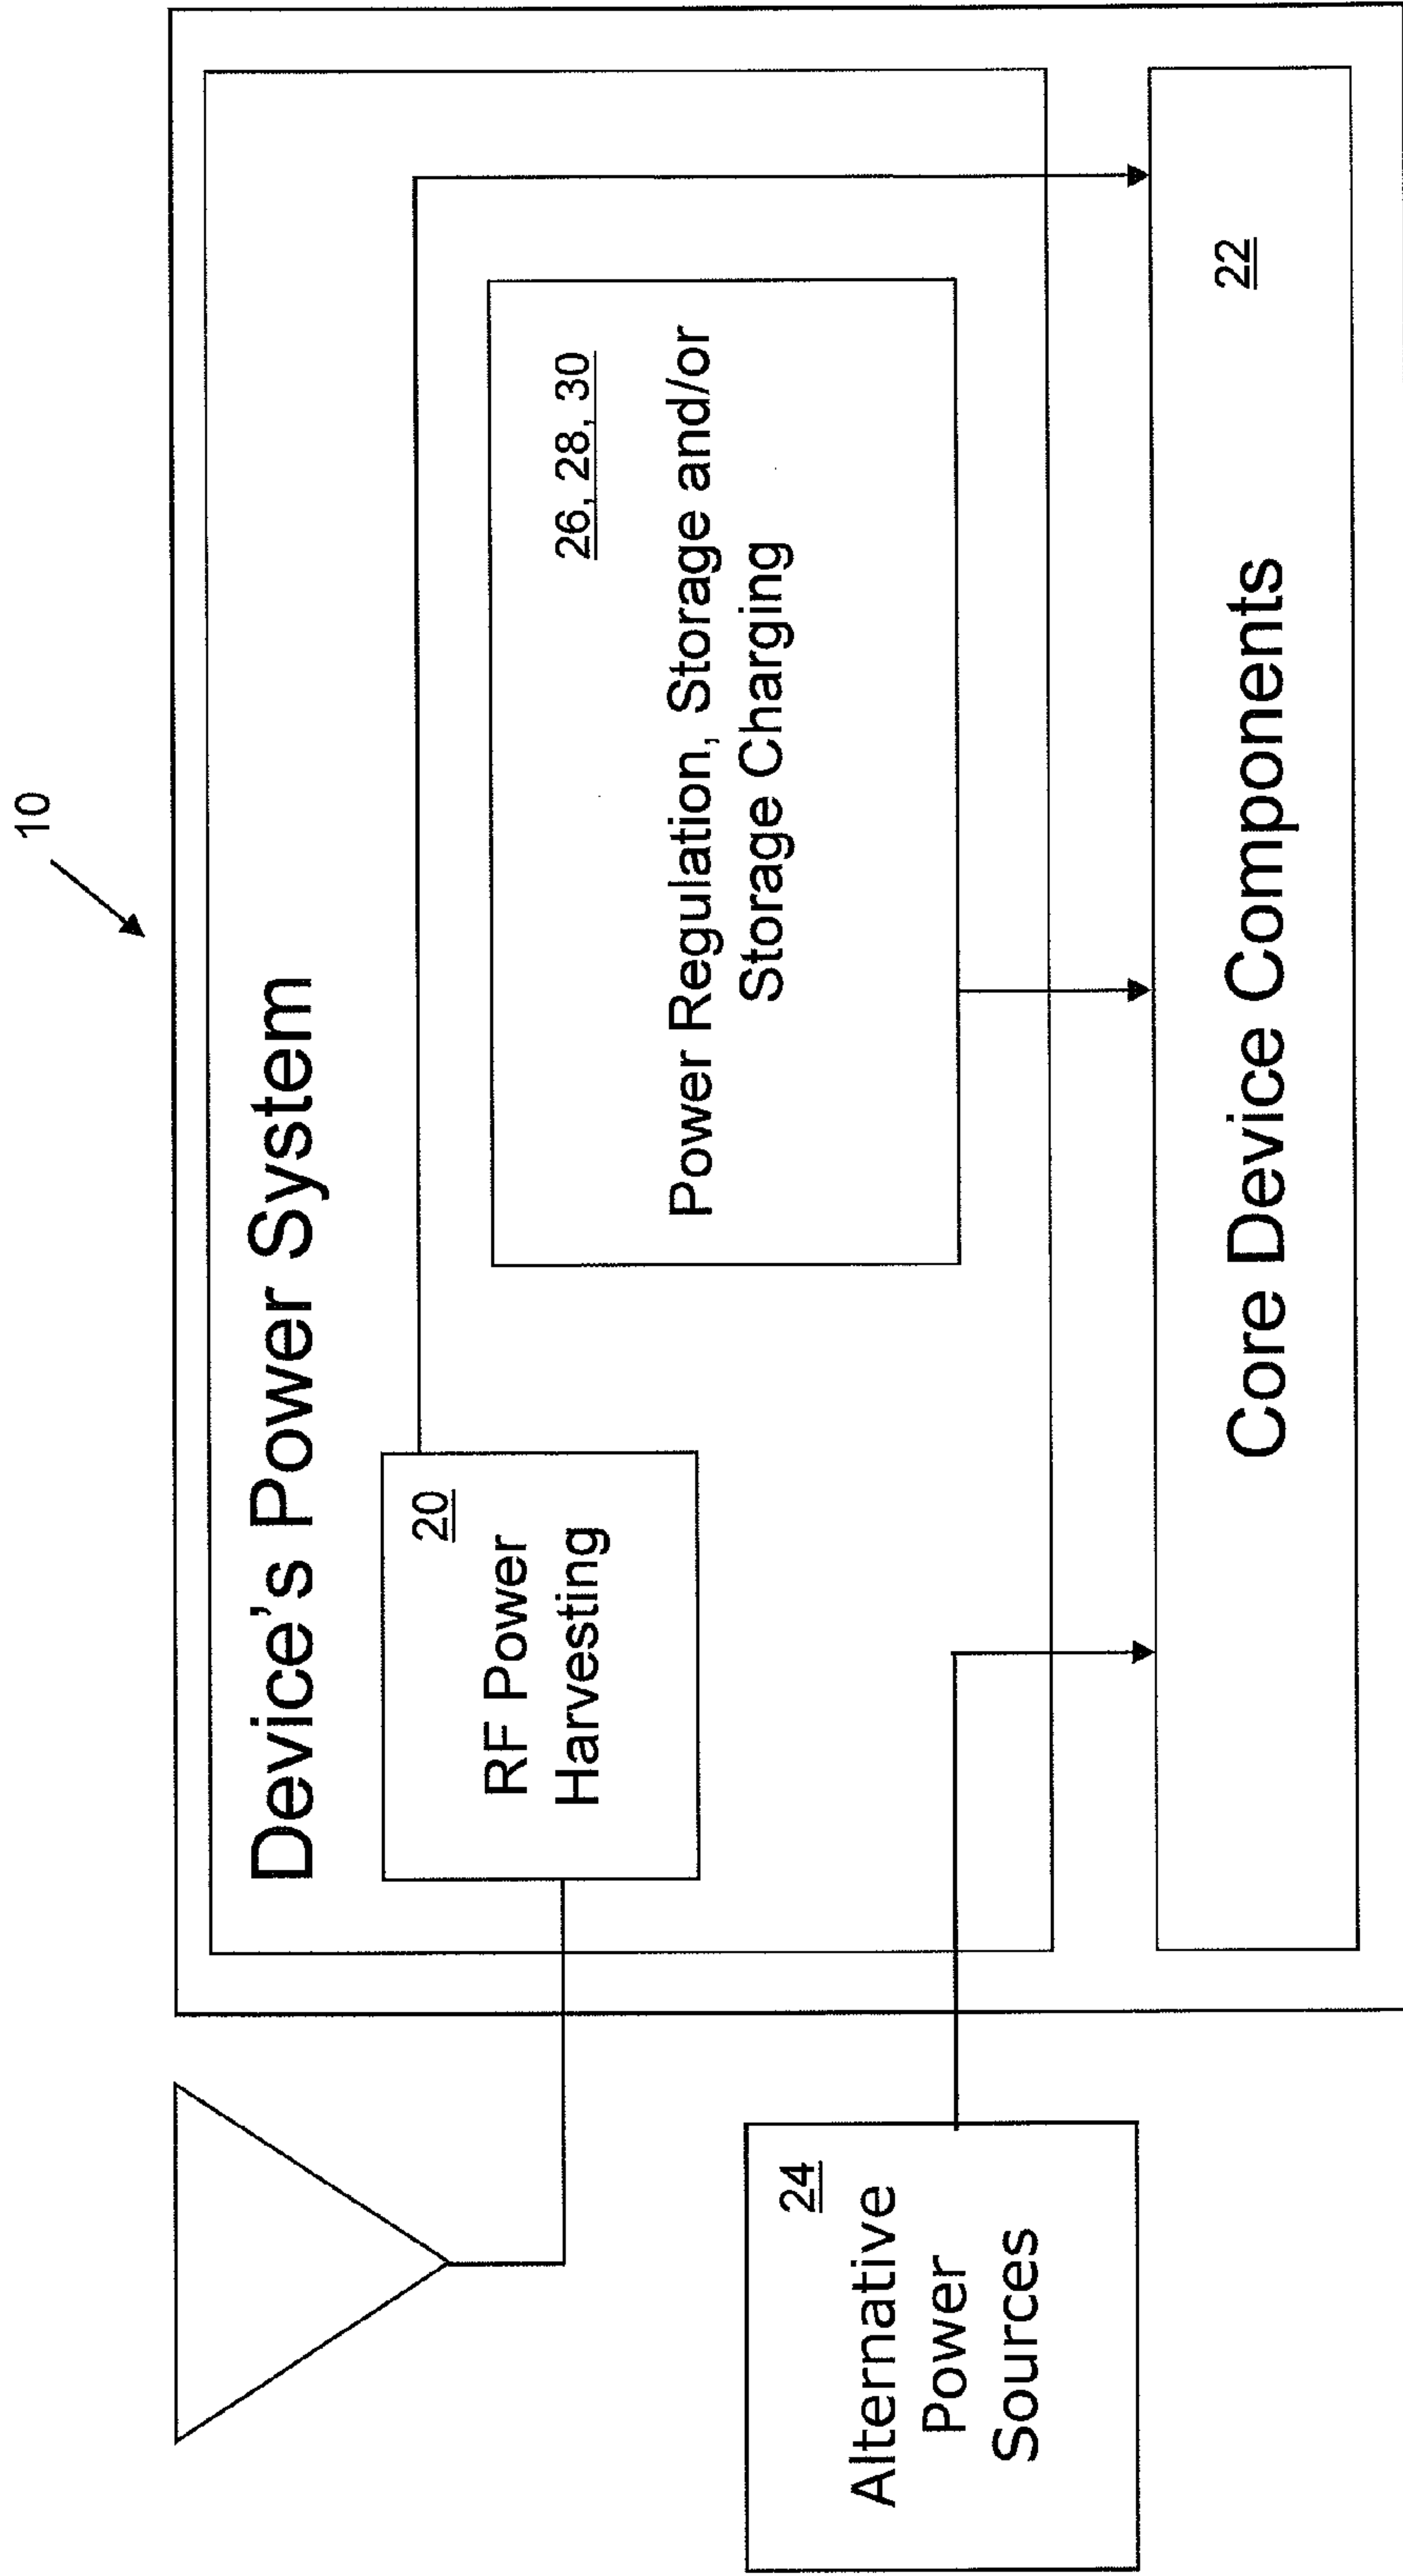 10
Device's Power System
20
RF Power
Harvesting
26, 28, 30
Power Regulation, Storage and/or
Storage Charging
24
Alternative
Power
Sources
22
Core Device Components